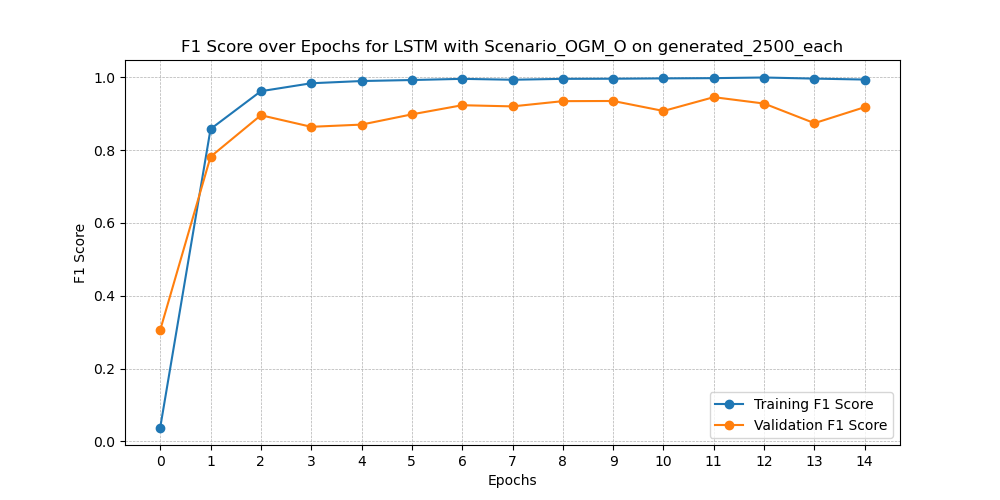 F1 Score over Epochs for LSTM with Scenario_OGM_O on generated_2500_each
F1 Score
1.0
0.8
0.6
0.4
0.2
0.0
Training F1 Score
Validation F1 Score
0 1 2 3 4 5 6 7 8 9 10 11 12 13 14
Epochs